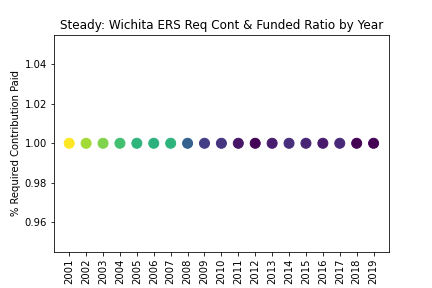 Steady: Wichita ERS Req Cont & Funded Ratio by Year
% Required Contribution Paid
1.04
1.02
1.00
0.98
0.96
2001 2002 2003 2004 2005 2006 2007 2008 2009 2010 2011 2012 2013 2014 2015 2016 2017 2018 2019